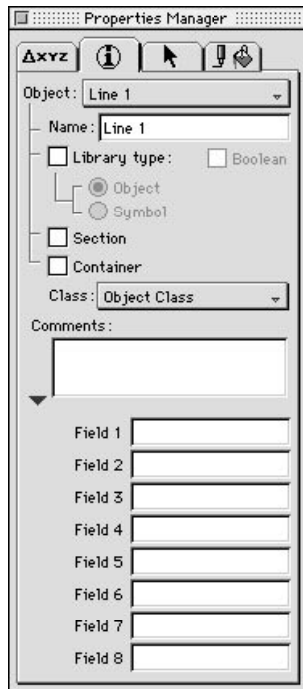 Properties Manager
ΔXYZ
Object: Line 1
Name: Line 1
Library type: Boolean
Object
Symbol
Section
Container
Class: Object Class
Comments:
Field 1
Field 2
Field 3
Field 4
Field 5
Field 6
Field 7
Field 8